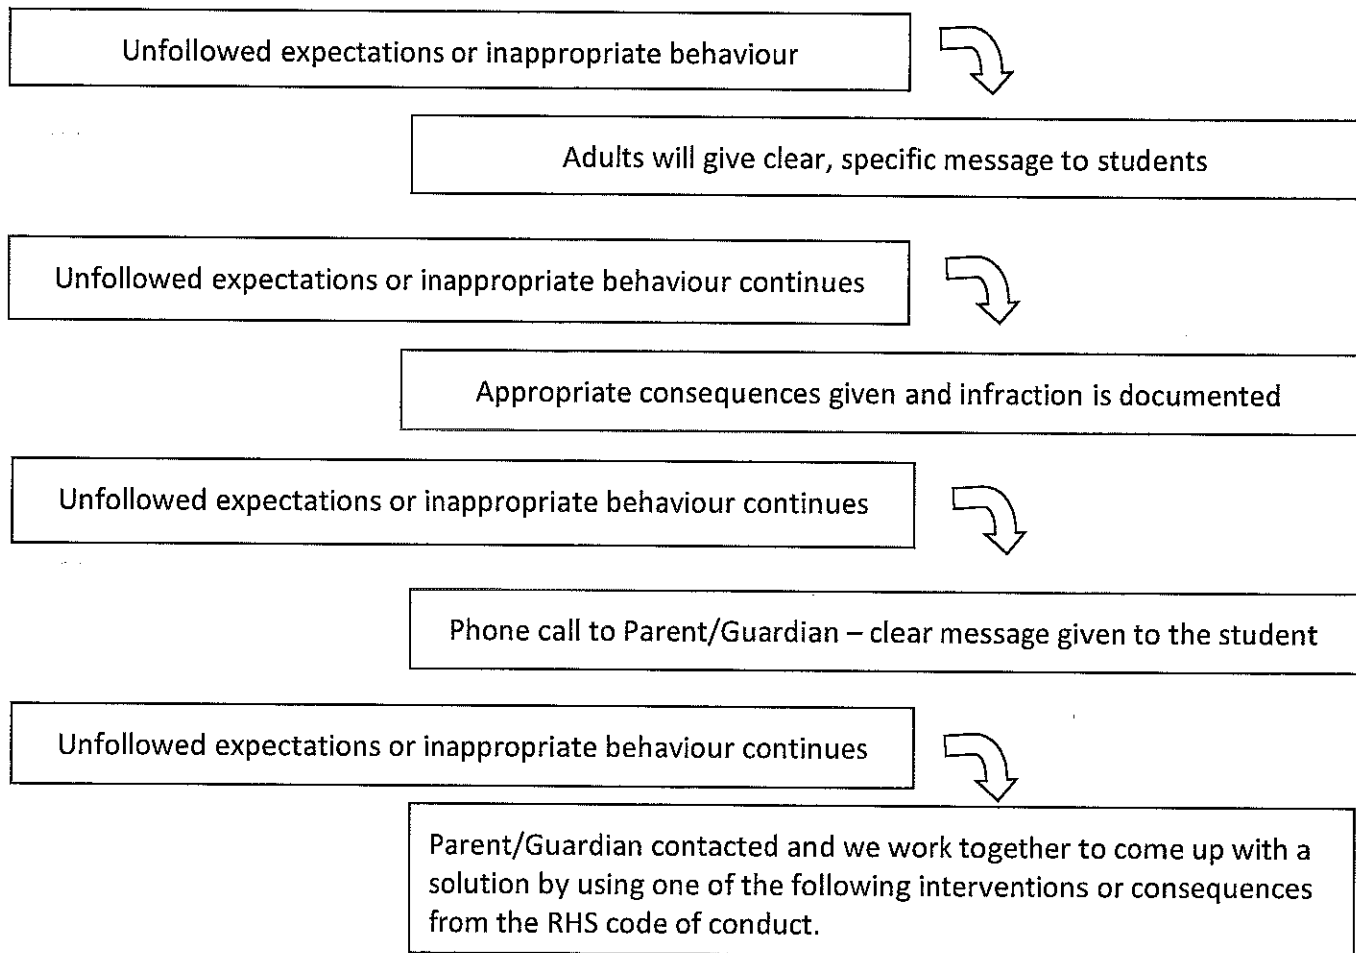 Unfollowed expectations or inappropriate behaviour
Adults will give clear, specific message to students
Unfollowed expectations or inappropriate behaviour continues
Appropriate consequences given and infraction is documented
Unfollowed expectations or inappropriate behaviour continues
Phone call to Parent/Guardian – clear message given to the student
Unfollowed expectations or inappropriate behaviour continues
Parent/Guardian contacted and we work together to come up with a
solution by using one of the following interventions or consequences
from the RHS code of conduct.